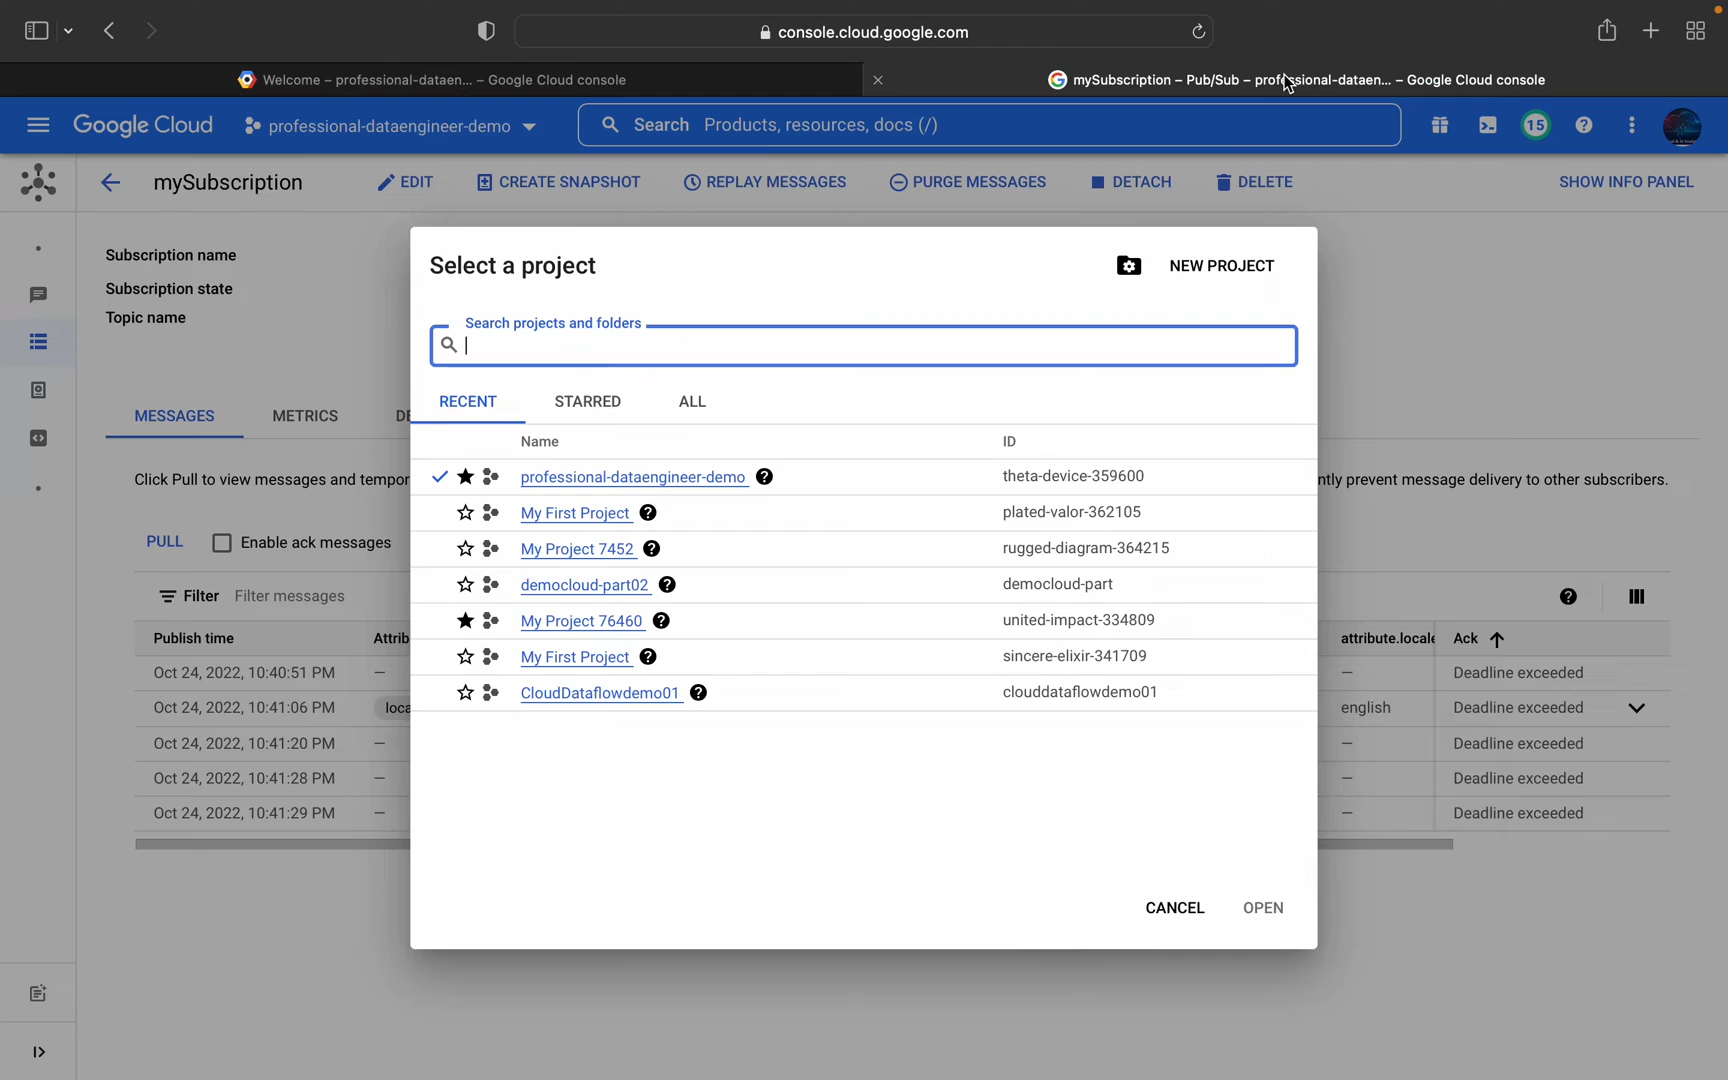 console.cloud.google.com
Welcome – professional-dataen... – Google Cloud console
mySubscription – Pub/Sub – professional-dataen... – Google Cloud console
Google Cloud
professional-dataengineer-demo
Search Products, resources, docs (/)
15
mySubscription
EDIT
CREATE SNAPSHOT
REPLAY MESSAGES
PURGE MESSAGES
DETACH
DELETE
SHOW INFO PANEL
Subscription name
Subscription state
Topic name
MESSAGES
METRICS
DE
Click Pull to view messages and tempor
ntly prevent message delivery to other subscribers.
PULL
Enable ack messages
Filter Filter messages
Publish time Attrib attribute.locale Ack
Oct 24, 2022, 10:40:51 PM – – Deadline exceeded
Oct 24, 2022, 10:41:06 PM loca english Deadline exceeded
Oct 24, 2022, 10:41:20 PM – – Deadline exceeded
Oct 24, 2022, 10:41:28 PM – – Deadline exceeded
Oct 24, 2022, 10:41:29 PM – – Deadline exceeded
Select a project
NEW PROJECT
Search projects and folders
RECENT STARRED ALL
Name ID
professional-dataengineer-demo theta-device-359600
My First Project plated-valor-362105
My Project 7452 rugged-diagram-364215
democloud-part02 democloud-part
My Project 76460 united-impact-334809
My First Project sincere-elixir-341709
CloudDataflowdemo01 clouddataflowdemo01
CANCEL OPEN